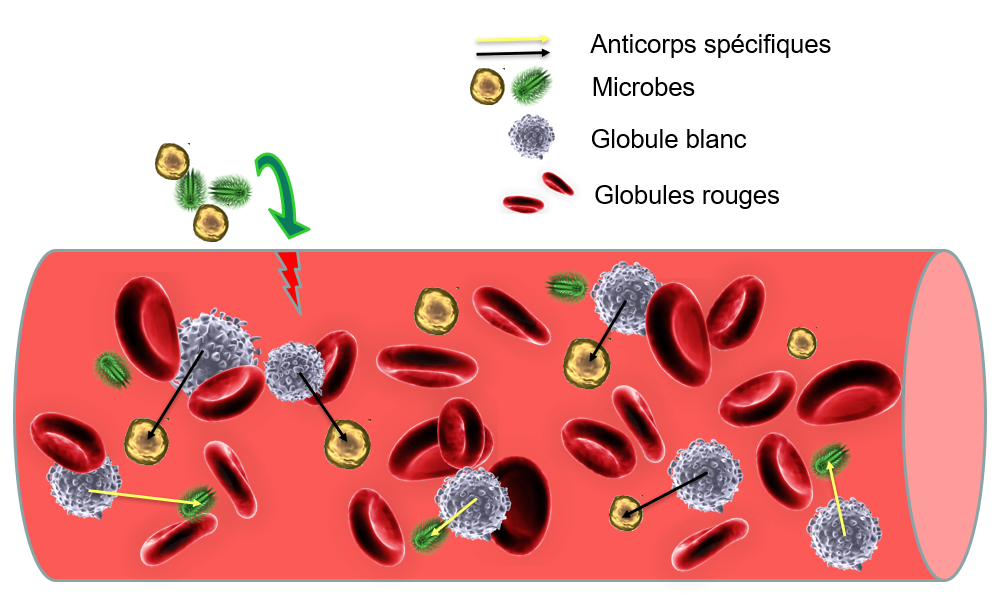 Anticorps spécifiques
Microbes
Globule blanc
Globules rouges